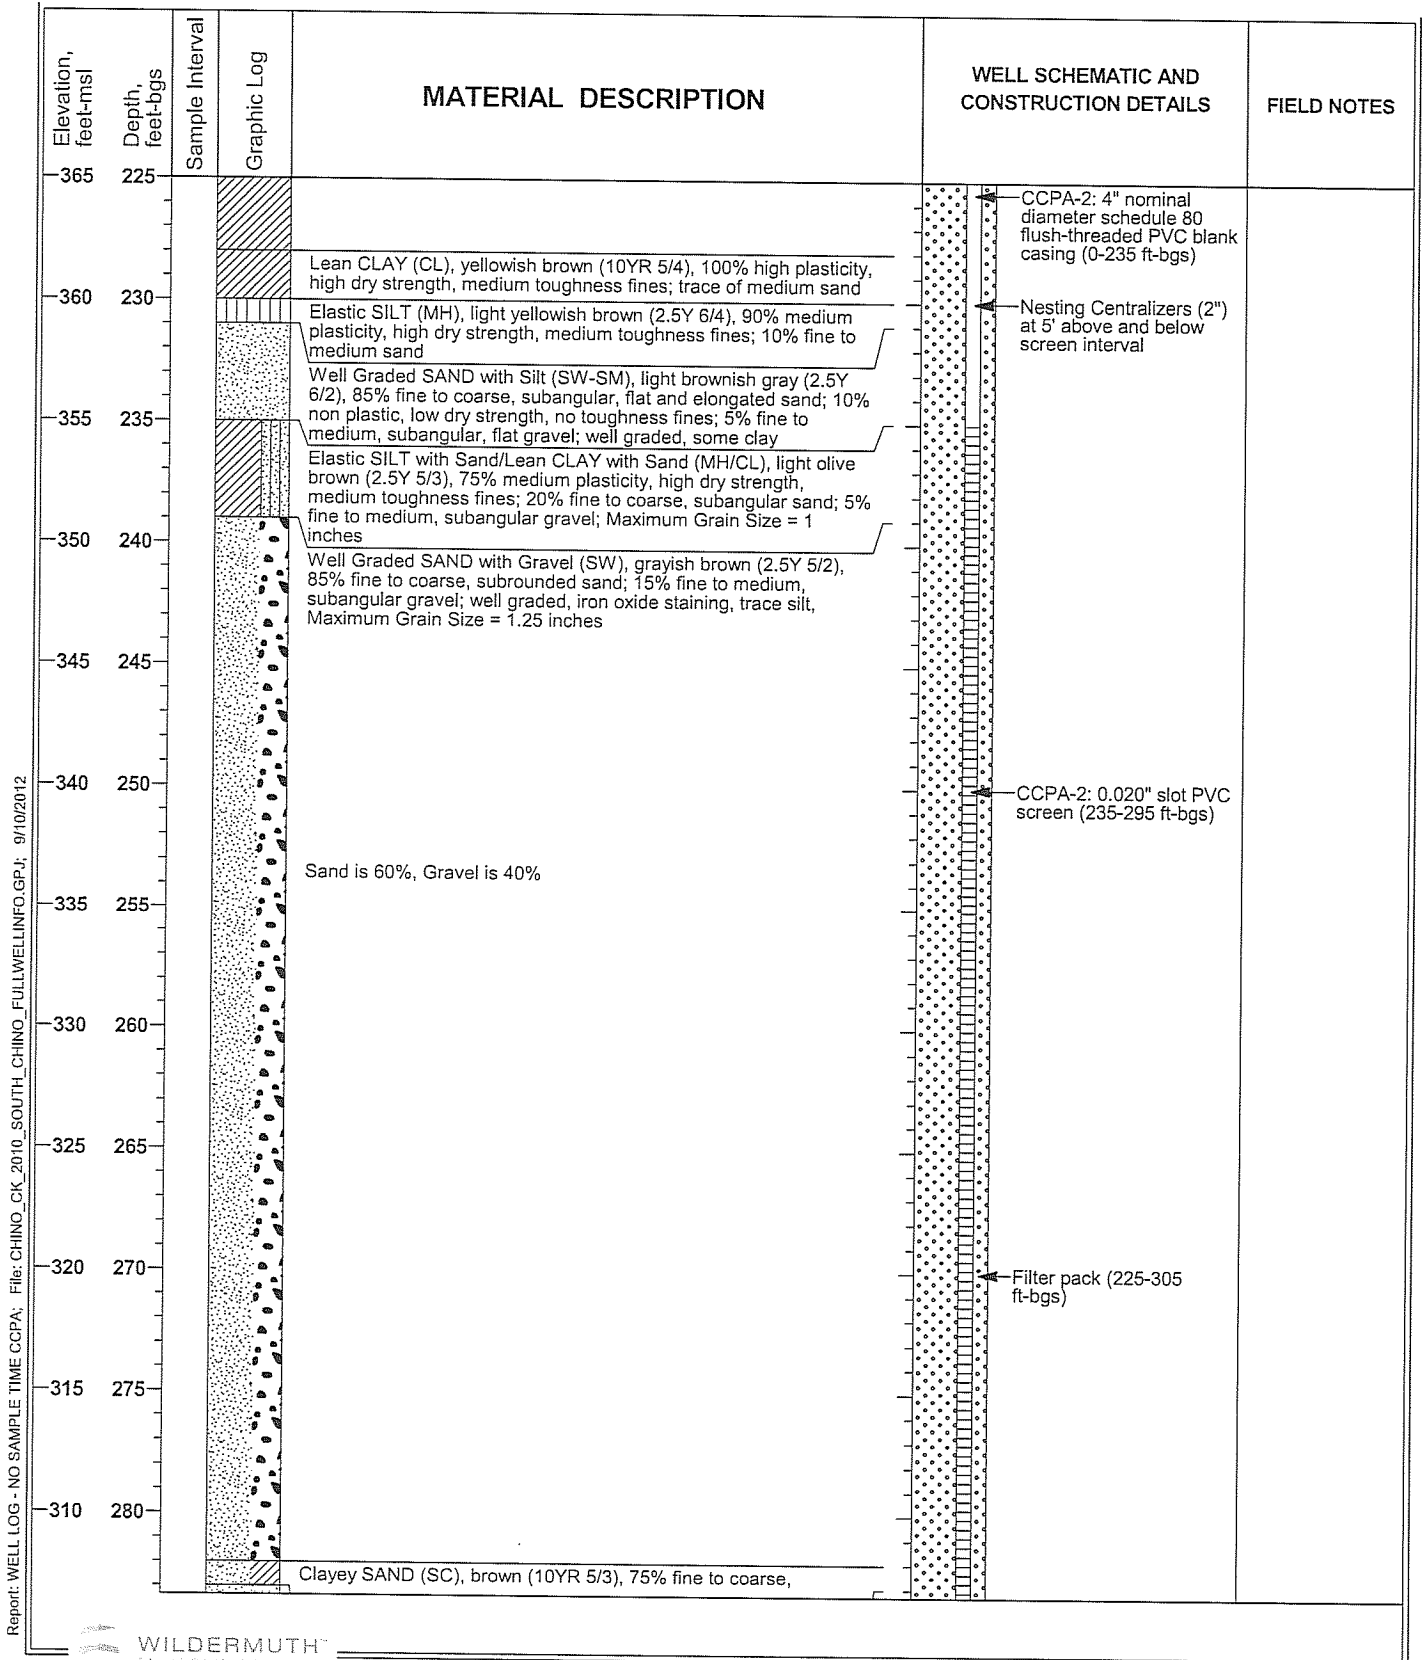 Elevation,
feet-msl
Depth,
feet-bgs
Sample Interval
Graphic Log
MATERIAL DESCRIPTION
WELL SCHEMATIC AND
CONSTRUCTION DETAILS
FIELD NOTES
365 225
CCPA-2: 4" nominal
diameter schedule 80
flush-threaded PVC blank
casing (0-235 ft-bgs)
Lean CLAY (CL), yellowish brown (10YR 5/4), 100% high plasticity,
high dry strength, medium toughness fines; trace of medium sand
360 230
Nesting Centralizers (2")
at 5' above and below
screen interval
Elastic SILT (MH), light yellowish brown (2.5Y 6/4), 90% medium
plasticity, high dry strength, medium toughness fines; 10% fine to
medium sand
Well Graded SAND with Silt (SW-SM), light brownish gray (2.5Y
6/2), 85% fine to coarse, subangular, flat and elongated sand; 10%
non plastic, low dry strength, no toughness fines; 5% fine to
medium, subangular, flat gravel; well graded, some clay
355 235
Elastic SILT with Sand/Lean CLAY with Sand (MH/CL), light olive
brown (2.5Y 5/3), 75% medium plasticity, high dry strength,
medium toughness fines; 20% fine to coarse, subangular sand; 5%
fine to medium, subangular gravel; Maximum Grain Size = 1
inches
350 240
Well Graded SAND with Gravel (SW), grayish brown (2.5Y 5/2),
85% fine to coarse, subrounded sand; 15% fine to medium,
subangular gravel; well graded, iron oxide staining, trace silt,
Maximum Grain Size = 1.25 inches
345 245
340 250
CCPA-2: 0.020" slot PVC
screen (235-295 ft-bgs)
Sand is 60%, Gravel is 40%
335 255
330 260
325 265
320 270
Filter pack (225-305
ft-bgs)
315 275
310 280
Clayey SAND (SC), brown (10YR 5/3), 75% fine to coarse,
Report: WELL LOG - NO SAMPLE TIME CCPA; File: CHINO_CK_2010_SOUTH_CHINO_FULLWELLINFO.GPJ; 9/10/2012
WILDERMUTH™